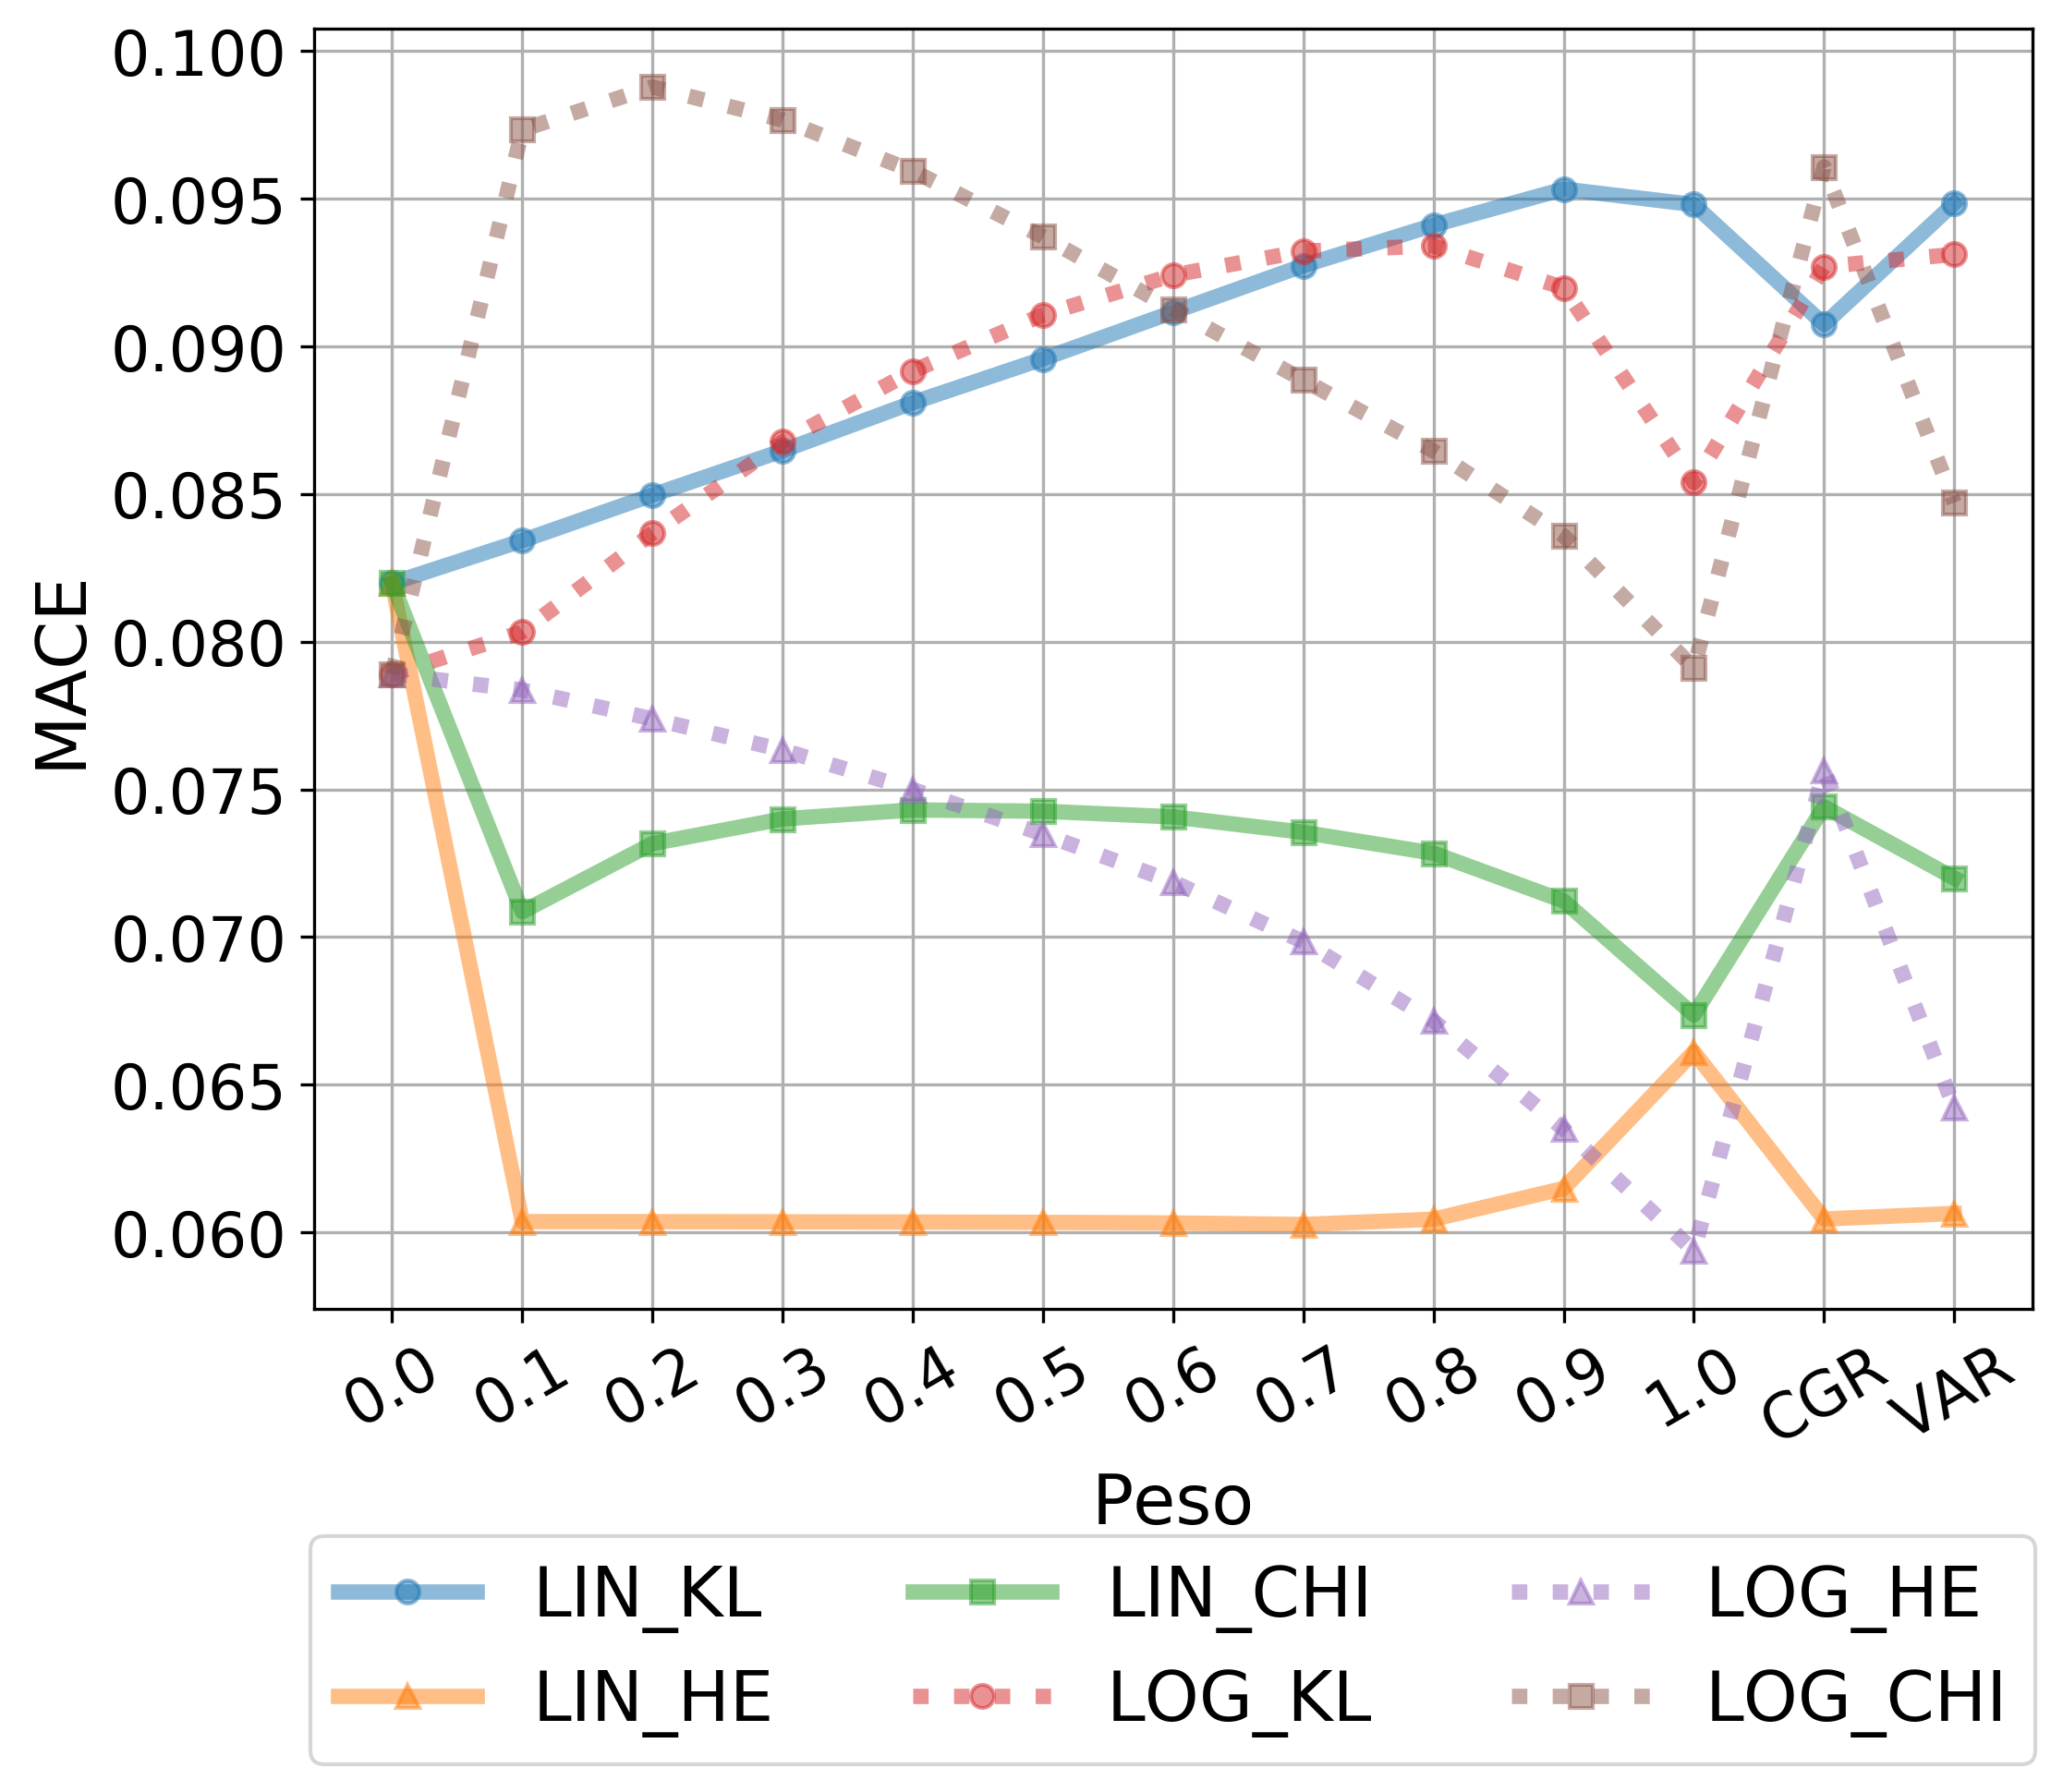 0.100
0.095
0.090
0.085
0.080
0.075
0.070
0.065
0.060
MACE
0.0 0.1 0.2 0.3 0.4 0.5 0.6 0.7 0.8 0.9 1.0 CGR VAR
Peso
LIN_KL LIN_CHI LOG_HE
LIN_HE LOG_KL LOG_CHI